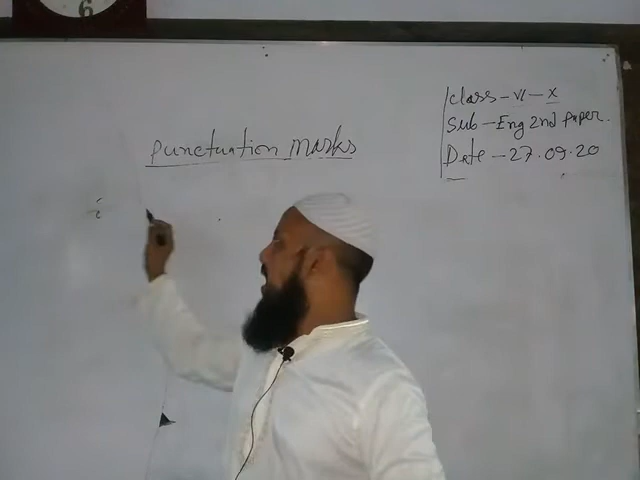 6
Class - VI - X
Sub - Eng 2nd Paper.
Date - 27.09.20
Punctuation Marks
i